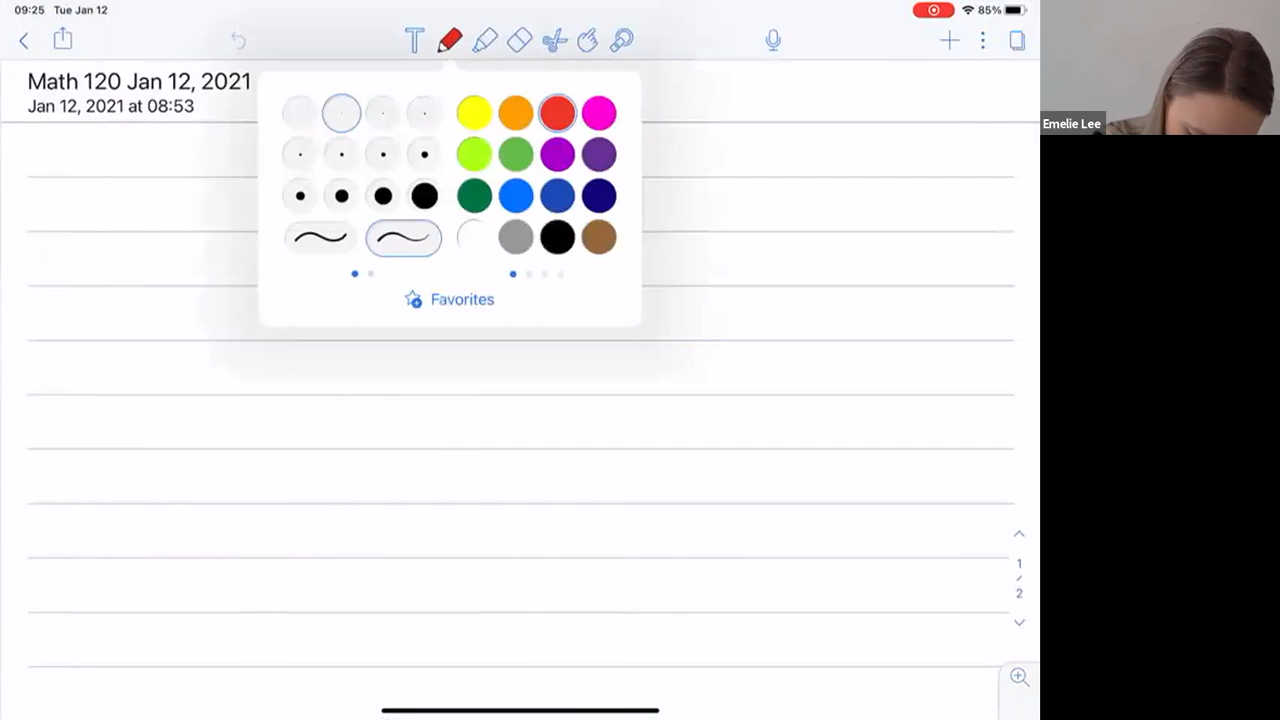 09:25 Tue Jan 12
85%
T
Math 120 Jan 12, 2021
Jan 12, 2021 at 08:53
Favorites
Emelie Lee
1
/
2